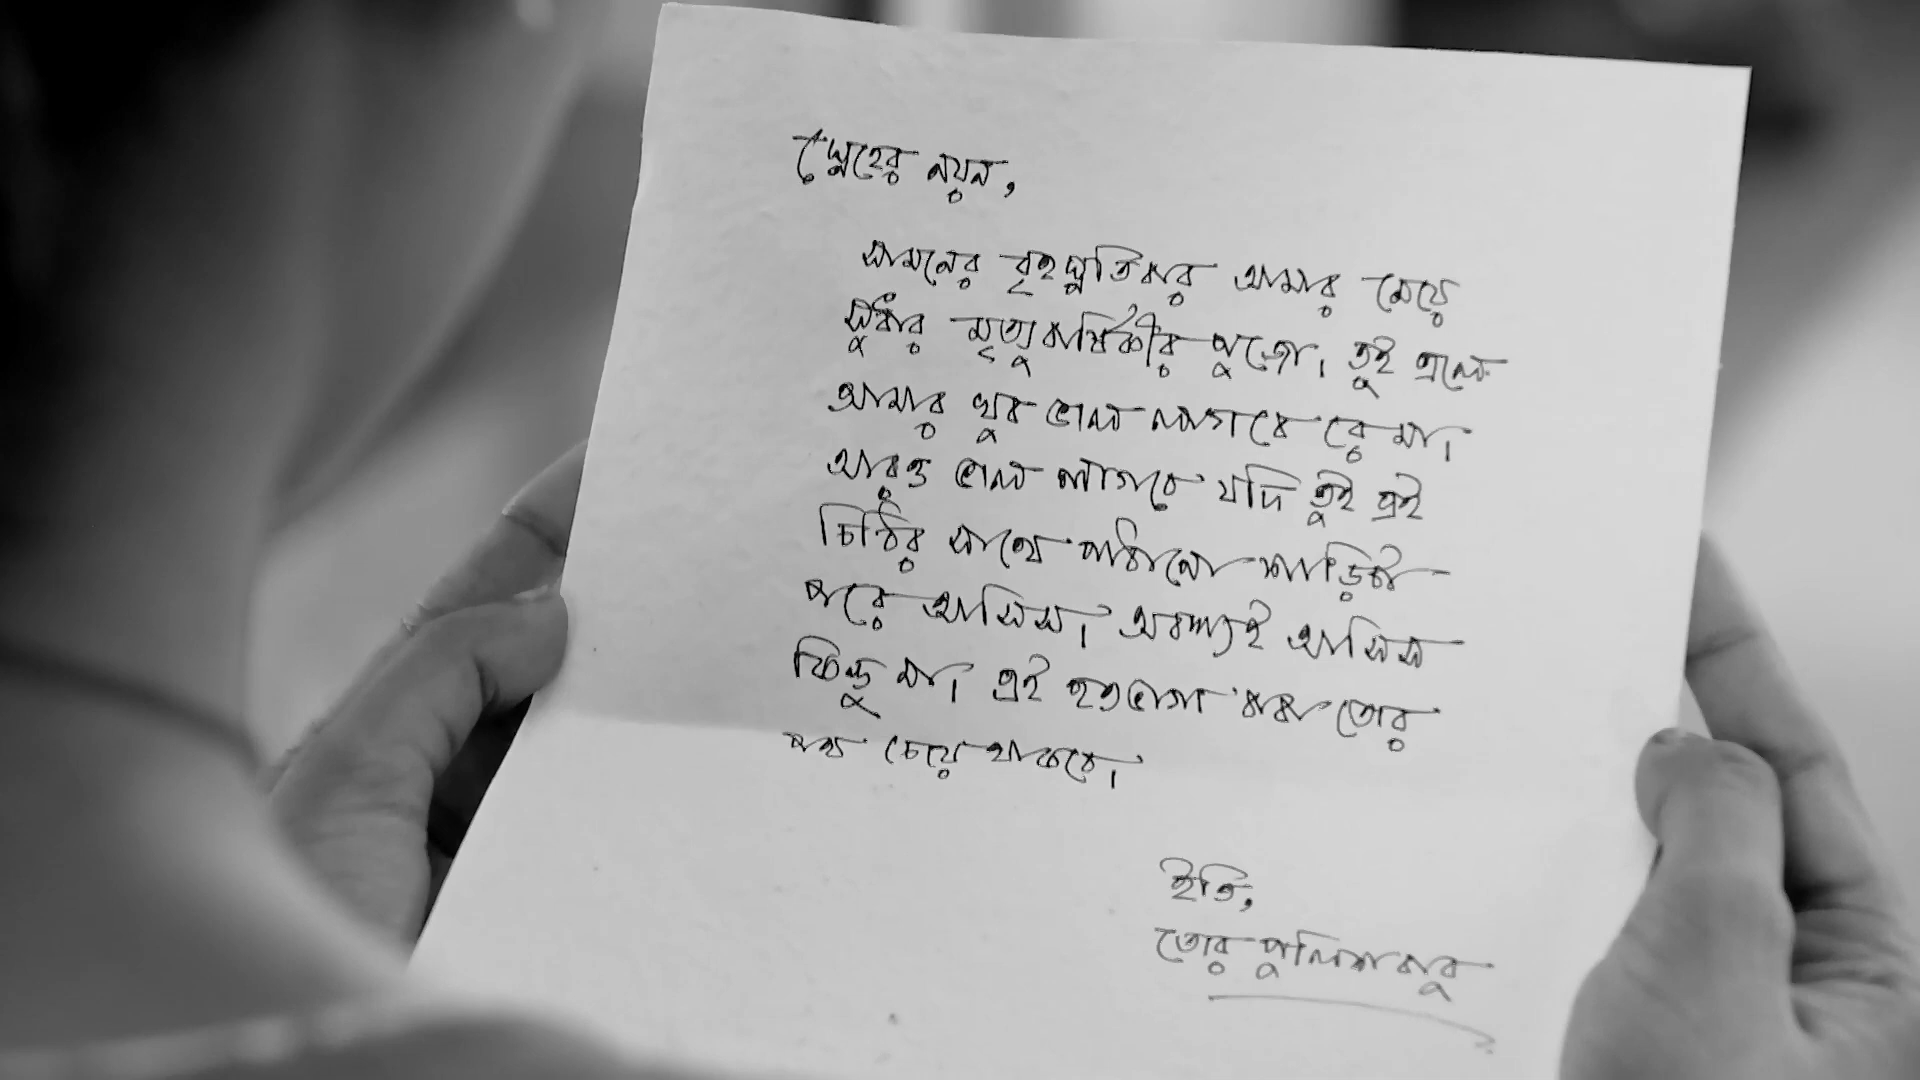 স্নেহের নয়ন,
সামনের বৃহস্পতিবার আমার মেয়ে
মৃত্যুবার্ষিকীর পুজো। তুই এলে
আমার খুব ভাল লাগবে রে মা।
আরও ভাল লাগবে যদি তুই এই
চিঠির সাথে পাঠানো শাড়িটা
পরে আসিস। অবশ্যই আসিস
কিন্তু মা। এই হতভাগা বাবা তোর
পথ চেয়ে থাকবে।
ইতি,
তোর পুলিশবাবু